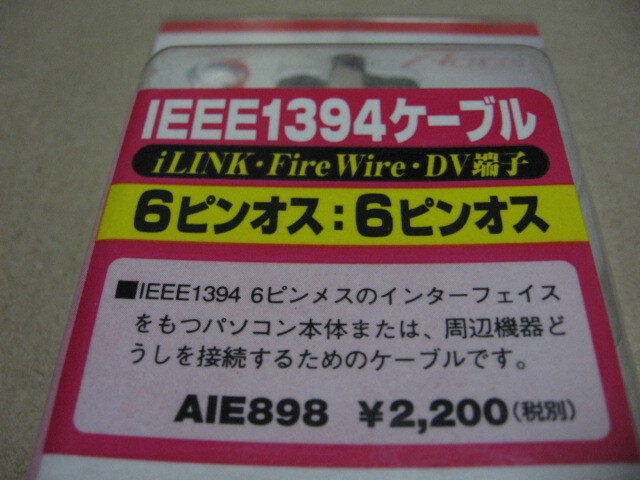 IEEE1394ケーブル
iLINK・FireWire・DV端子
6ピンオス:6ピンオス
■IEEE1394 6ピンメスのインターフェイス
をもつパソコン本体または、周辺機器ど
うしを接続するためのケーブルです。
AIE898 ¥2,200(税別)